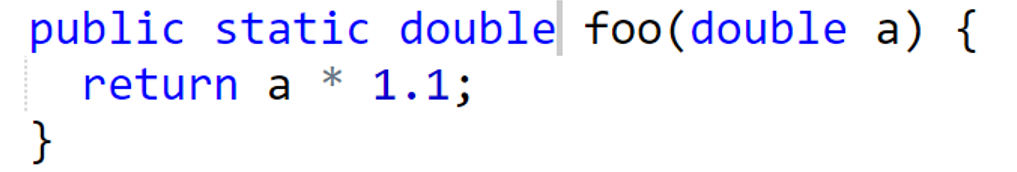 public static double foo(double a) {
  return a * 1.1;
}